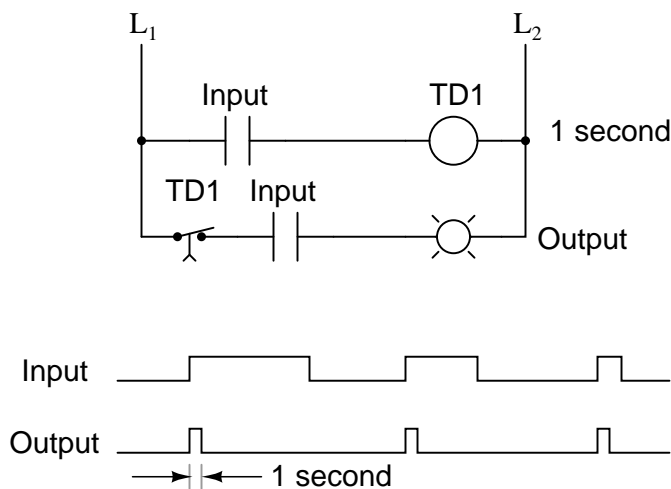 L1 L2
Input TD1
1 second
TD1 Input
Output
Input
Output
1 second